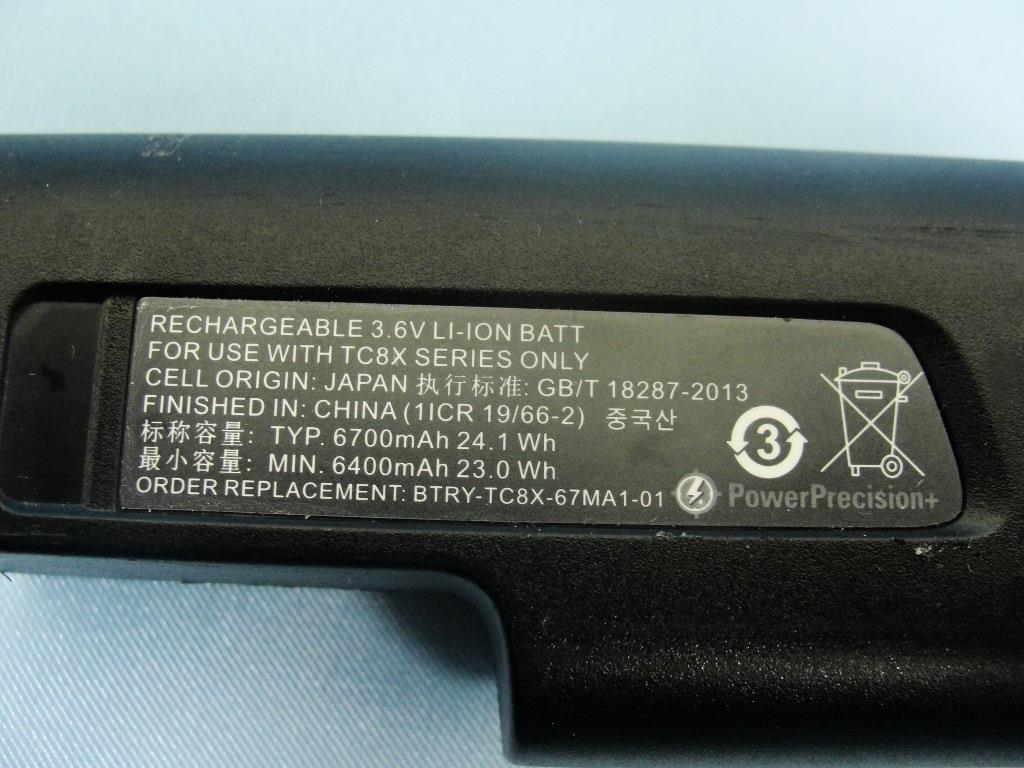 RECHARGEABLE 3.6V LI-ION BATT
FOR USE WITH TC8X SERIES ONLY
CELL ORIGIN: JAPAN 执行标准: GB/T 18287-2013
FINISHED IN: CHINA (1ICR 19/66-2) 중국산
标称容量: TYP. 6700mAh 24.1 Wh
最小容量: MIN. 6400mAh 23.0 Wh
ORDER REPLACEMENT: BTRY-TC8X-67MA1-01
3
PowerPrecision+